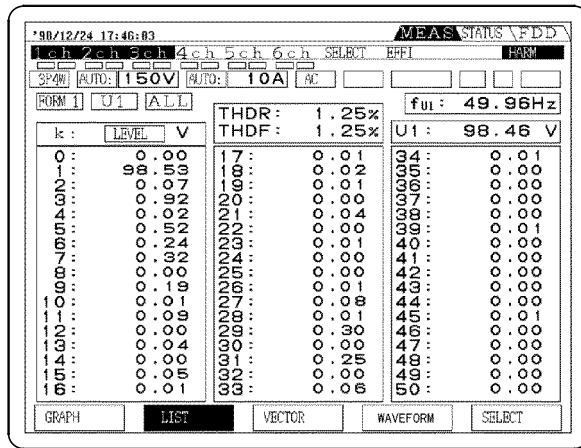 '98/12/24 17:46:03 MEAS STATUS FDD
1ch 2ch 3ch 4ch 5ch 6ch SELECT EFFI HARM
3P4W AUTO: 150V AUTO: 10A AC
FORM 1 U1 ALL THDR: 1.25% fU1: 49.96Hz
THDF: 1.25% U1: 98.46 V
k: LEVEL V
0: 0.00 17: 0.01 34: 0.01
1: 98.53 18: 0.02 35: 0.00
2: 0.07 19: 0.01 36: 0.00
3: 0.92 20: 0.00 37: 0.00
4: 0.02 21: 0.04 38: 0.00
5: 0.52 22: 0.00 39: 0.01
6: 0.24 23: 0.01 40: 0.00
7: 0.32 24: 0.00 41: 0.00
8: 0.00 25: 0.00 42: 0.00
9: 0.19 26: 0.01 43: 0.00
10: 0.01 27: 0.08 44: 0.00
11: 0.09 28: 0.01 45: 0.01
12: 0.00 29: 0.30 46: 0.00
13: 0.04 30: 0.00 47: 0.00
14: 0.00 31: 0.25 48: 0.00
15: 0.05 32: 0.00 49: 0.00
16: 0.01 33: 0.06 50: 0.00
GRAPH LIST VECTOR WAVEFORM SELECT